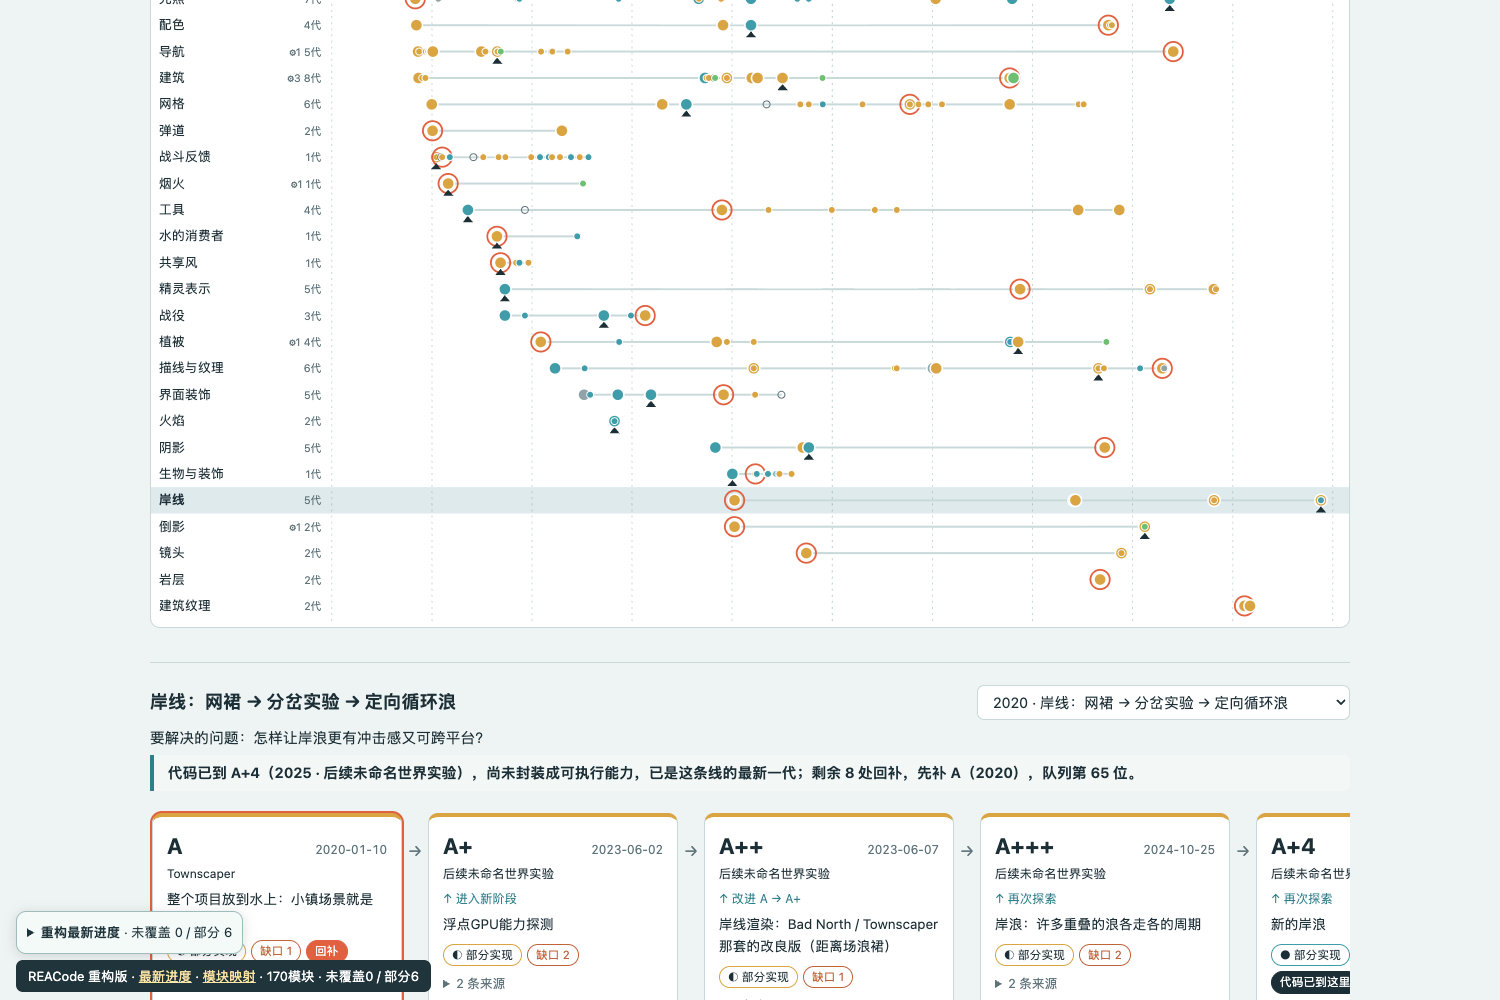 配色 4代
导航 ⚙1 5代
建筑 ⚙3 8代
网格 6代
弹道 2代
战斗反馈 1代
烟火 ⚙1 1代
工具 4代
水的消费者 1代
共享风 1代
精灵表示 5代
战役 3代
植被 ⚙1 4代
描线与纹理 6代
界面装饰 5代
火焰 2代
阴影 5代
生物与装饰 1代
岸线 5代
倒影 ⚙1 2代
镜头 2代
岩层 2代
建筑纹理 2代
岸线：网裙 → 分岔实验 → 定向循环浪
2020 · 岸线：网裙 → 分岔实验 → 定向循环浪
要解决的问题：怎样让岸浪更有冲击感又可跨平台？
代码已到 A+4（2025 · 后续未命名世界实验），尚未封装成可执行能力，已是这条线的最新一代；剩余 8 处回补，先补 A（2020），队列第 65 位。
A 2020-01-10
Townscaper
整个项目放到水上：小镇场景就是
缺口 1 回补
→
A+ 2023-06-02
后续未命名世界实验
↑ 进入新阶段
浮点GPU能力探测
◐ 部分实现 缺口 2
▶ 2 条来源
→
A++ 2023-06-07
后续未命名世界实验
↑ 改进 A → A+
岸线渲染：Bad North / Townscaper
那套的改良版（距离场浪裙）
◐ 部分实现 缺口 1
→
A+++ 2024-10-25
后续未命名世界实验
↑ 再次探索
岸浪：许多重叠的浪各走各的周期
◐ 部分实现 缺口 2
▶ 2 条来源
→
A+4
后续未命名世界实
↑ 再次探索
新的岸浪
● 部分实现
代码已到这里
▶ 重构最新进度 · 未覆盖 0 / 部分 6
REACode 重构版 · 最新进度 · 模块映射 · 170模块 · 未覆盖0 / 部分6